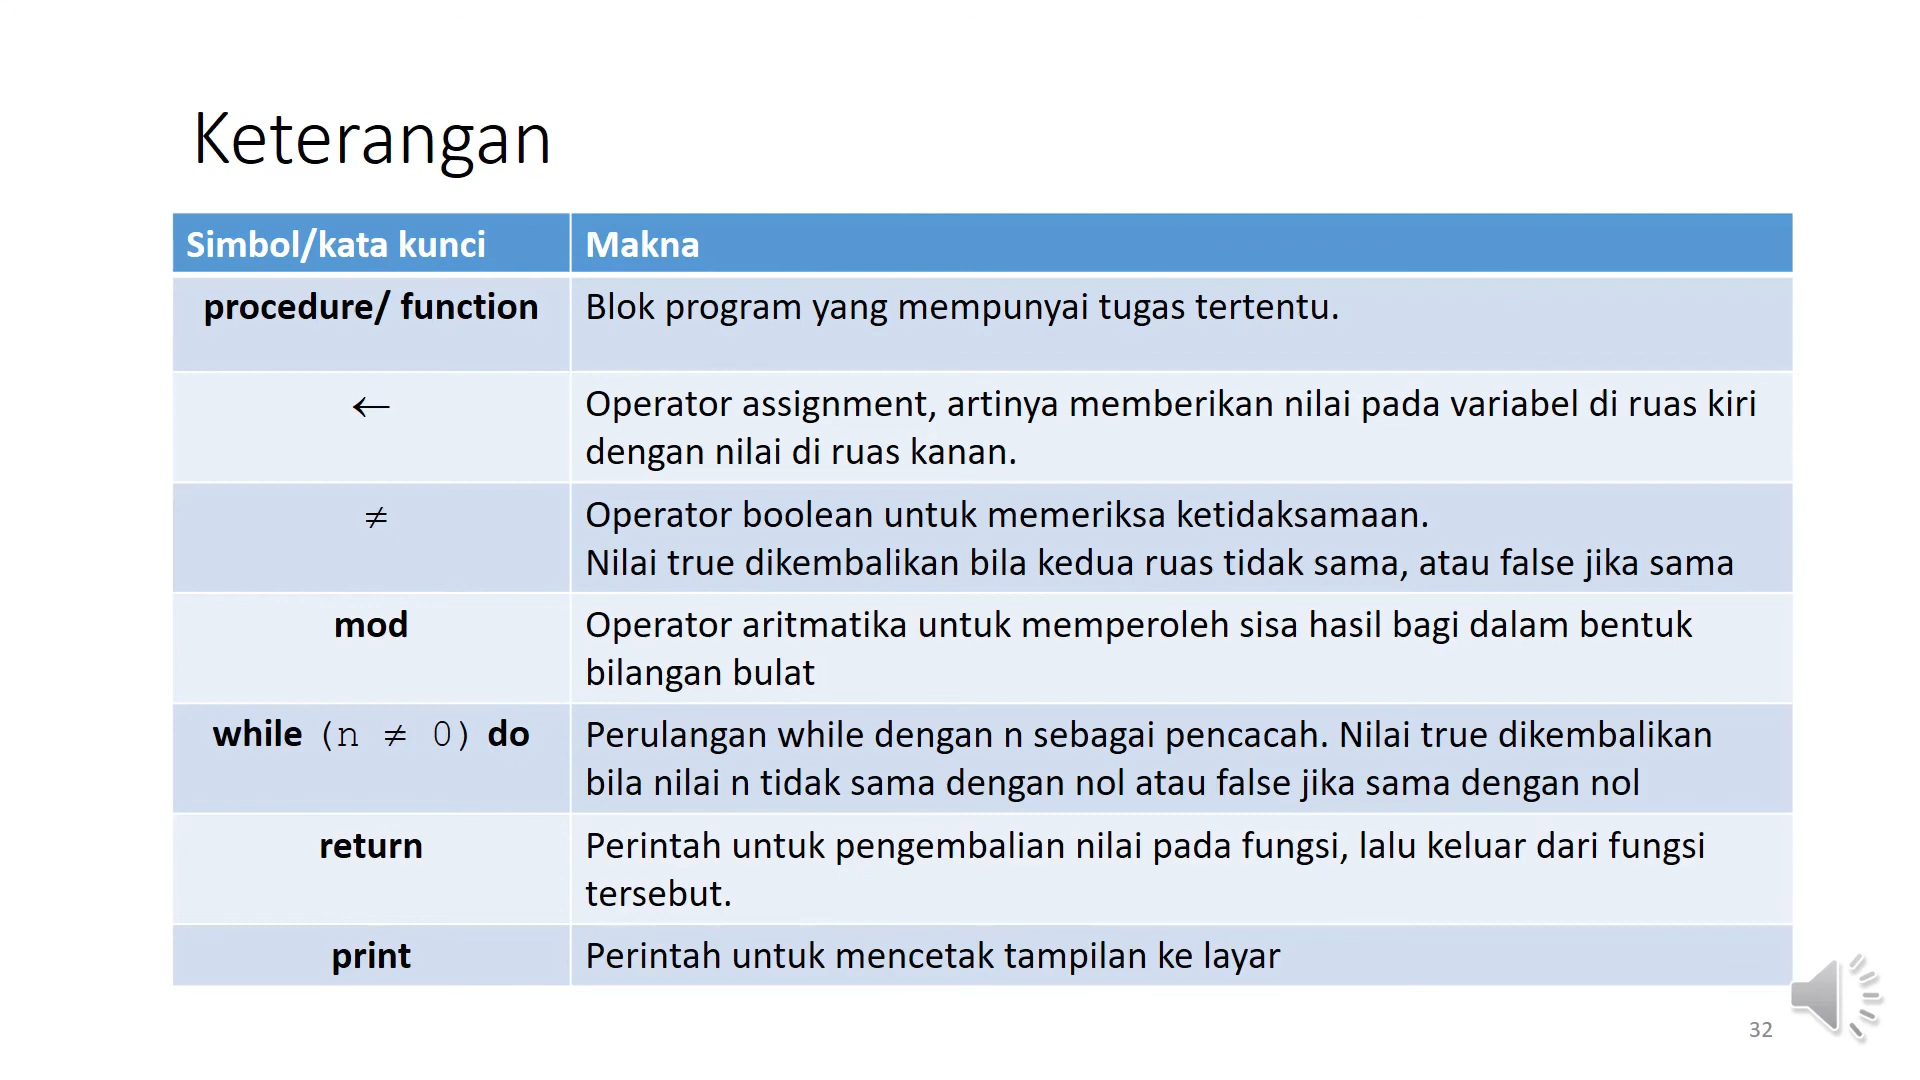 Keterangan
Simbol/kata kunci
Makna
procedure/ function
Blok program yang mempunyai tugas tertentu.
←
Operator assignment, artinya memberikan nilai pada variabel di ruas kiri
dengan nilai di ruas kanan.
≠
Operator boolean untuk memeriksa ketidaksamaan.
Nilai true dikembalikan bila kedua ruas tidak sama, atau false jika sama
mod
Operator aritmatika untuk memperoleh sisa hasil bagi dalam bentuk
bilangan bulat
while (n ≠ 0) do
Perulangan while dengan n sebagai pencacah. Nilai true dikembalikan
bila nilai n tidak sama dengan nol atau false jika sama dengan nol
return
Perintah untuk pengembalian nilai pada fungsi, lalu keluar dari fungsi
tersebut.
print
Perintah untuk mencetak tampilan ke layar
32